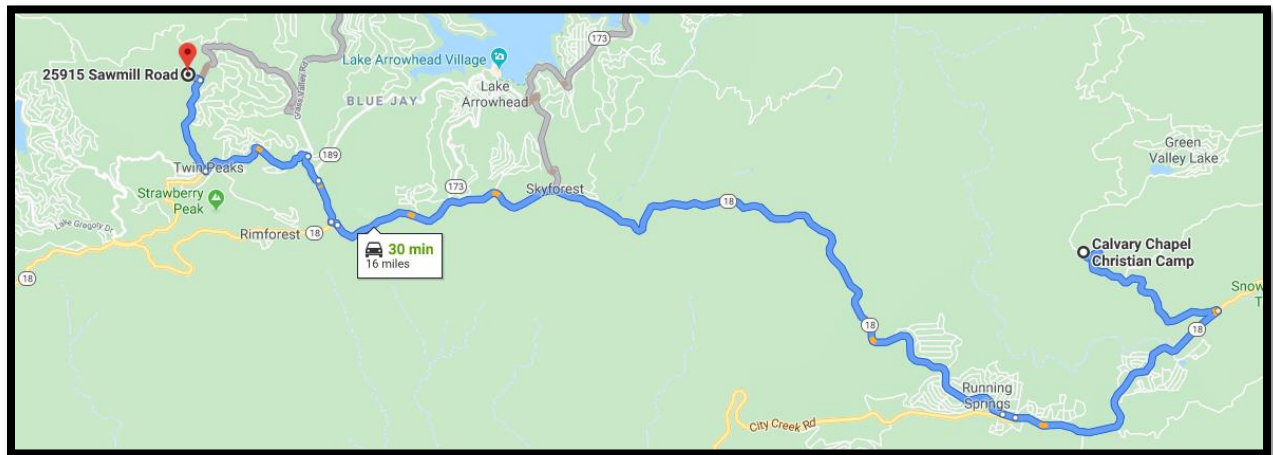 173
Lake Arrowhead Village
25915 Sawmill Road
Grass Valley Rd
BLUE JAY
Lake
Arrowhead
Green
Valley Lake
189
Twin Peaks
Strawberry
Peak
173
Skyforest
18
Lake Gregory Dr
Rimforest
18
30 min
16 miles
Calvary Chapel
Christian Camp
18
Snow
T
18
18
Running
Springs
City Creek Rd